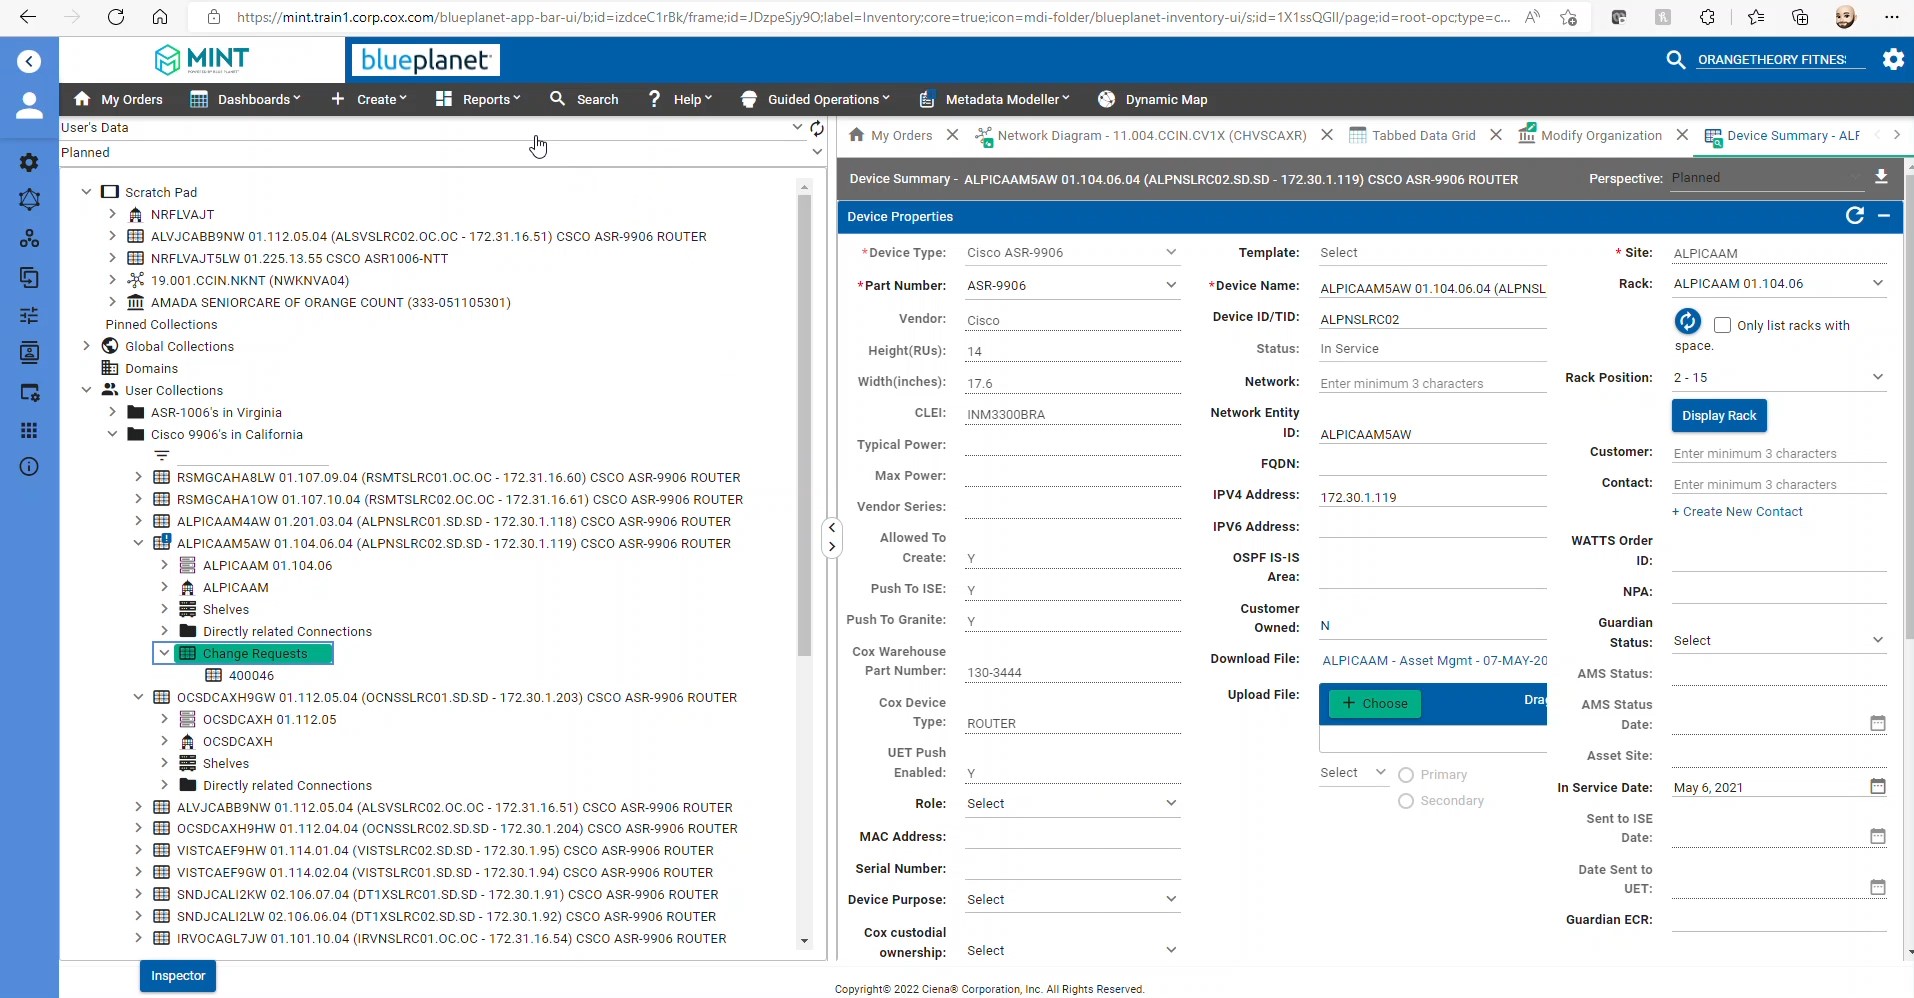 https://mint.train1.corp.cox.com/blueplanet-app-bar-ui/b;id=izdceC1rBk/frame;id=JDzpeSjy9O;label=Inventory;core=true;icon=mdi-folder/blueplanet-inventory-ui/s;id=1X1ssQGlI/page;id=root-opc;type=c...
MINT
blueplanet
ORANGETHEORY FITNES
My Orders Dashboards Create Reports Search Help Guided Operations Metadata Modeller Dynamic Map
User's Data
Planned
Scratch Pad
NRFLVAJT
ALVJCABB9NW 01.112.05.04 (ALSVSLRC02.OC.OC - 172.31.16.51) CSCO ASR-9906 ROUTER
NRFLVAJT5LW 01.225.13.55 CSCO ASR1006-NTT
19.001.CCIN.NKNT (NWKNVA04)
AMADA SENIORCARE OF ORANGE COUNT (333-051105301)
Pinned Collections
Global Collections
Domains
User Collections
ASR-1006's in Virginia
Cisco 9906's in California
RSMGCAHA8LW 01.107.09.04 (RSMTSLRC01.OC.OC - 172.31.16.60) CSCO ASR-9906 ROUTER
RSMGCAHA1OW 01.107.10.04 (RSMTSLRC02.OC.OC - 172.31.16.61) CSCO ASR-9906 ROUTER
ALPICAAM4AW 01.201.03.04 (ALPNSLRC01.SD.SD - 172.30.1.118) CSCO ASR-9906 ROUTER
ALPICAAM5AW 01.104.06.04 (ALPNSLRC02.SD.SD - 172.30.1.119) CSCO ASR-9906 ROUTER
ALPICAAM 01.104.06
ALPICAAM
Shelves
Directly related Connections
Change Requests
400046
OCSDCAXH9GW 01.112.05.04 (OCNSSLRC01.SD.SD - 172.30.1.203) CSCO ASR-9906 ROUTER
OCSDCAXH 01.112.05
OCSDCAXH
Shelves
Directly related Connections
ALVJCABB9NW 01.112.05.04 (ALSVSLRC02.OC.OC - 172.31.16.51) CSCO ASR-9906 ROUTER
OCSDCAXH9HW 01.112.04.04 (OCNSSLRC02.SD.SD - 172.30.1.204) CSCO ASR-9906 ROUTER
VISTCAEF9HW 01.114.01.04 (VISTSLRC02.SD.SD - 172.30.1.95) CSCO ASR-9906 ROUTER
VISTCAEF9GW 01.114.02.04 (VISTSLRC01.SD.SD - 172.30.1.94) CSCO ASR-9906 ROUTER
SNDJCALI2KW 02.106.07.04 (DT1XSLRC01.SD.SD - 172.30.1.91) CSCO ASR-9906 ROUTER
SNDJCALI2LW 02.106.06.04 (DT1XSLRC02.SD.SD - 172.30.1.92) CSCO ASR-9906 ROUTER
IRVOCAGL7JW 01.101.10.04 (IRVNSLRC01.OC.OC - 172.31.16.54) CSCO ASR-9906 ROUTER
Inspector
My Orders Network Diagram - 11.004.CCIN.CV1X (CHVSCAXR) Tabbed Data Grid Modify Organization Device Summary - ALF
Device Summary - ALPICAAM5AW 01.104.06.04 (ALPNSLRC02.SD.SD - 172.30.1.119) CSCO ASR-9906 ROUTER Perspective: Planned
Device Properties
*Device Type: Cisco ASR-9906
*Part Number: ASR-9906
Vendor: Cisco
Height(RUs): 14
Width(inches): 17.6
CLEI: INM3300BRA
Typical Power:
Max Power:
Vendor Series:
Allowed To
Create: Y
Push To ISE: Y
Push To Granite: Y
Cox Warehouse
Part Number: 130-3444
Cox Device
Type: ROUTER
UET Push
Enabled: Y
Role: Select
MAC Address:
Serial Number:
Device Purpose: Select
Cox custodial
ownership: Select
Template: Select
*Device Name: ALPICAAM5AW 01.104.06.04 (ALPNSL
Device ID/TID: ALPNSLRC02
Status: In Service
Network: Enter minimum 3 characters
Network Entity
ID: ALPICAAM5AW
FQDN:
IPV4 Address: 172.30.1.119
IPV6 Address:
OSPF IS-IS
Area:
Customer
Owned: N
Download File: ALPICAAM - Asset Mgmt - 07-MAY-20
Upload File: + Choose Drag
Select Primary
Secondary
* Site: ALPICAAM
Rack: ALPICAAM 01.104.06
Only list racks with
space.
Rack Position: 2 - 15
Display Rack
Customer: Enter minimum 3 characters
Contact: Enter minimum 3 characters
+ Create New Contact
WATTS Order
ID:
NPA:
Guardian
Status: Select
AMS Status:
AMS Status
Date:
Asset Site:
In Service Date: May 6, 2021
Sent to ISE
Date:
Date Sent to
UET:
Guardian ECR:
Copyright© 2022 Ciena® Corporation, Inc. All Rights Reserved.